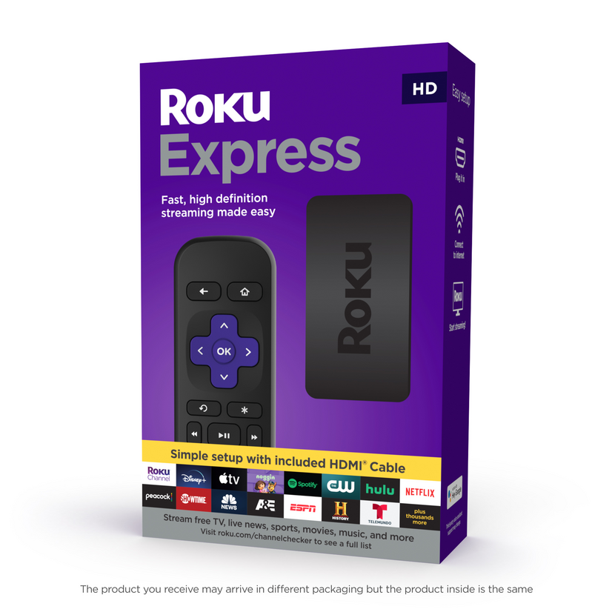 Roku
Express
HD
Fast, high definition
streaming made easy
OK
Roku
Easy setup
HDMI
Plug it in
Connect
to internet
Roku
Start streaming!
Simple setup with included HDMI® Cable
Roku
Channel
Disney+
tv
noggin
Spotify
CW
hulu
NETFLIX
peacock
SHOWTIME
NBC
NEWS
A&E
ESPN
H
HISTORY
T
TELEMUNDO
plus
thousands
more
Stream free TV, live news, sports, movies, music, and more
Visit roku.com/channelchecker to see a full list
The product you receive may arrive in different packaging but the product inside is the same